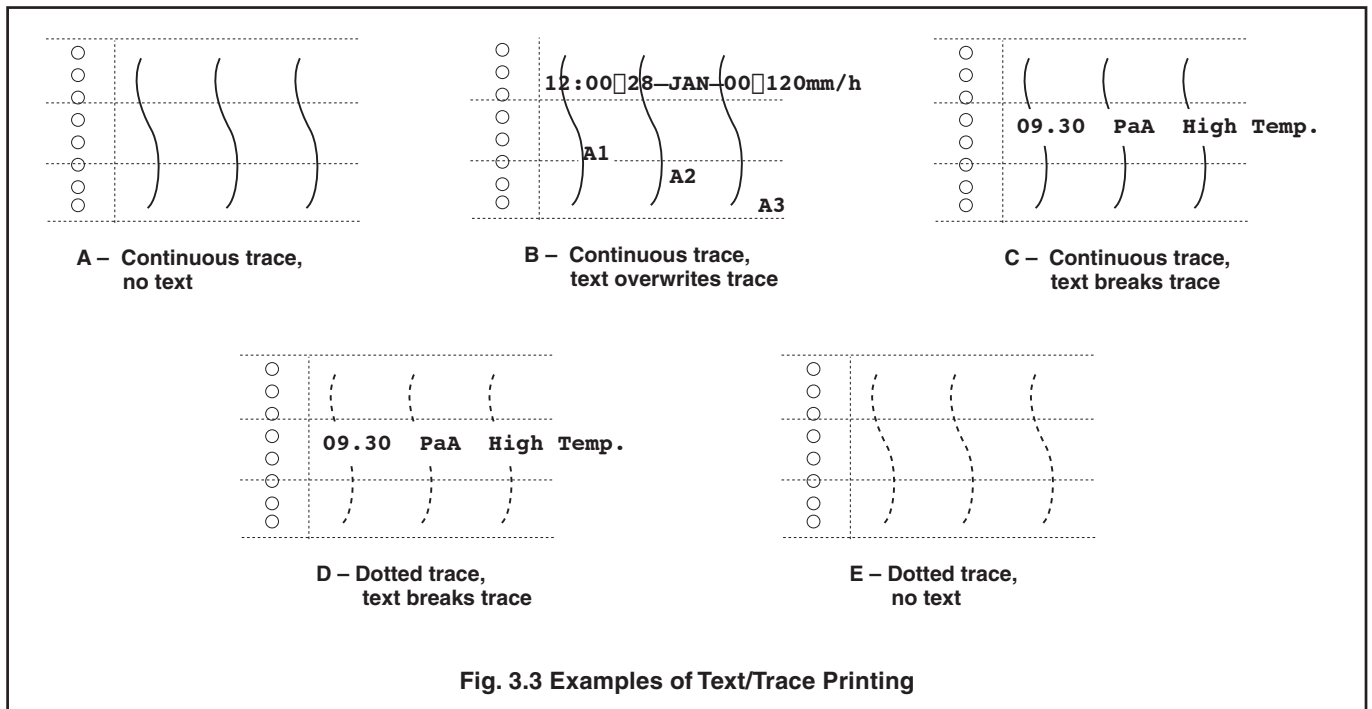 12:00▯28–JAN–00▯120mm/h
A1
A2
A3
09.30 PaA High Temp.
A – Continuous trace,
no text
B – Continuous trace,
text overwrites trace
C – Continuous trace,
text breaks trace
09.30 PaA High Temp.
D – Dotted trace,
text breaks trace
E – Dotted trace,
no text
Fig. 3.3 Examples of Text/Trace Printing